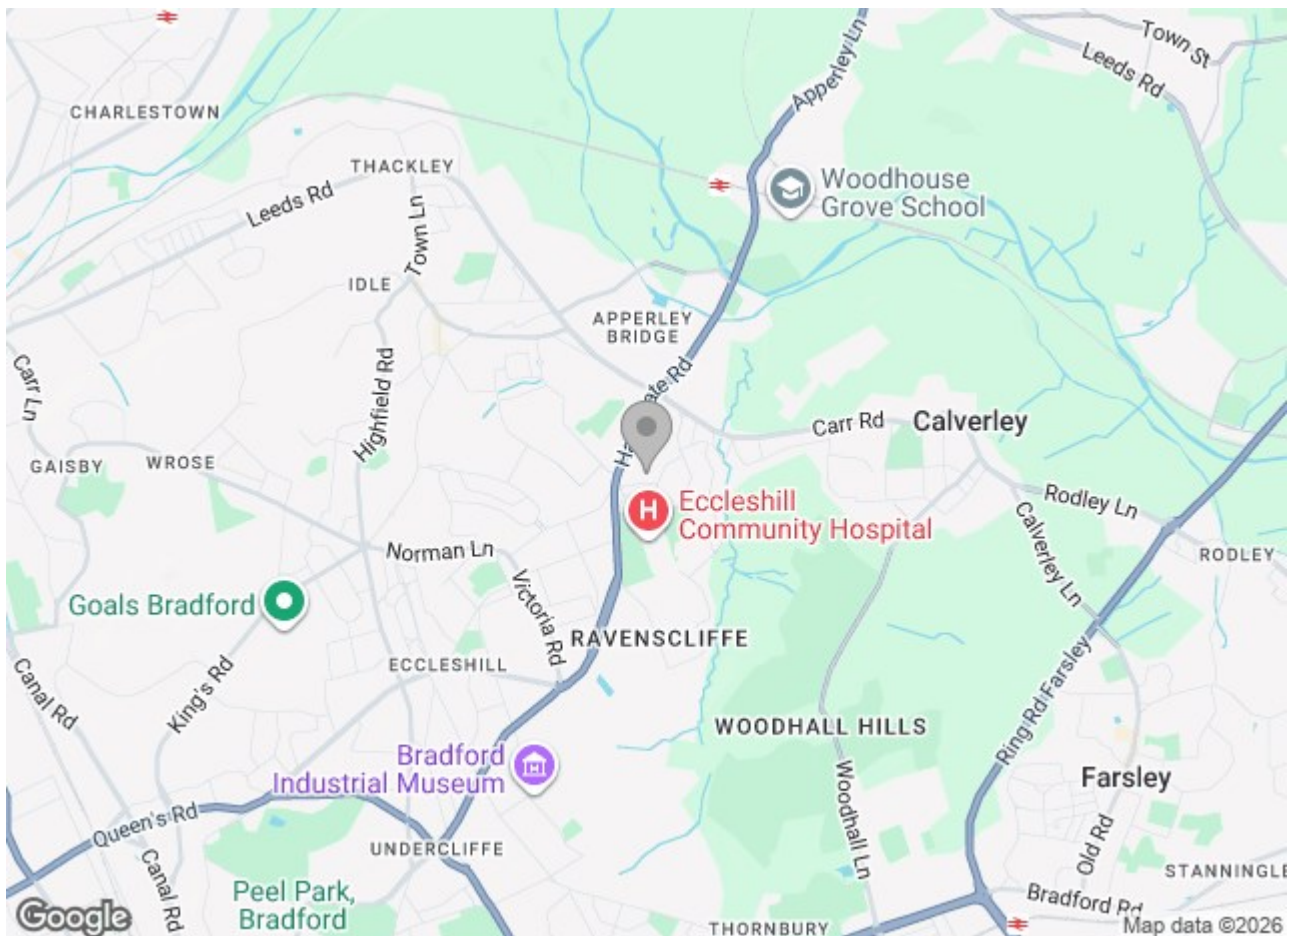 Town St
Leeds Rd
Apperley Ln
CHARLESTOWN
THACKLEY
Woodhouse
Grove School
Leeds Rd
Town Ln
IDLE
APPERLEY
BRIDGE
Carr Ln
Highfield Rd
Carr Rd
Calverley
GAISBY
WROSE
Eccleshill
Community Hospital
Rodley Ln
Calverley Ln
RODLEY
Norman Ln
Victoria Rd
Goals Bradford
RAVENSCLIFFE
ECCLESHILL
Canal Rd
King's Rd
WOODHALL HILLS
Ring Rd Farsley
Bradford
Industrial Museum
Farsley
Woodhall Ln
Queen's Rd
UNDERCLIFFE
Old Rd
Canal Rd
STANNINGLE
Peel Park,
Bradford
Bradford Rd
THORNBURY
Google
Map data ©2026